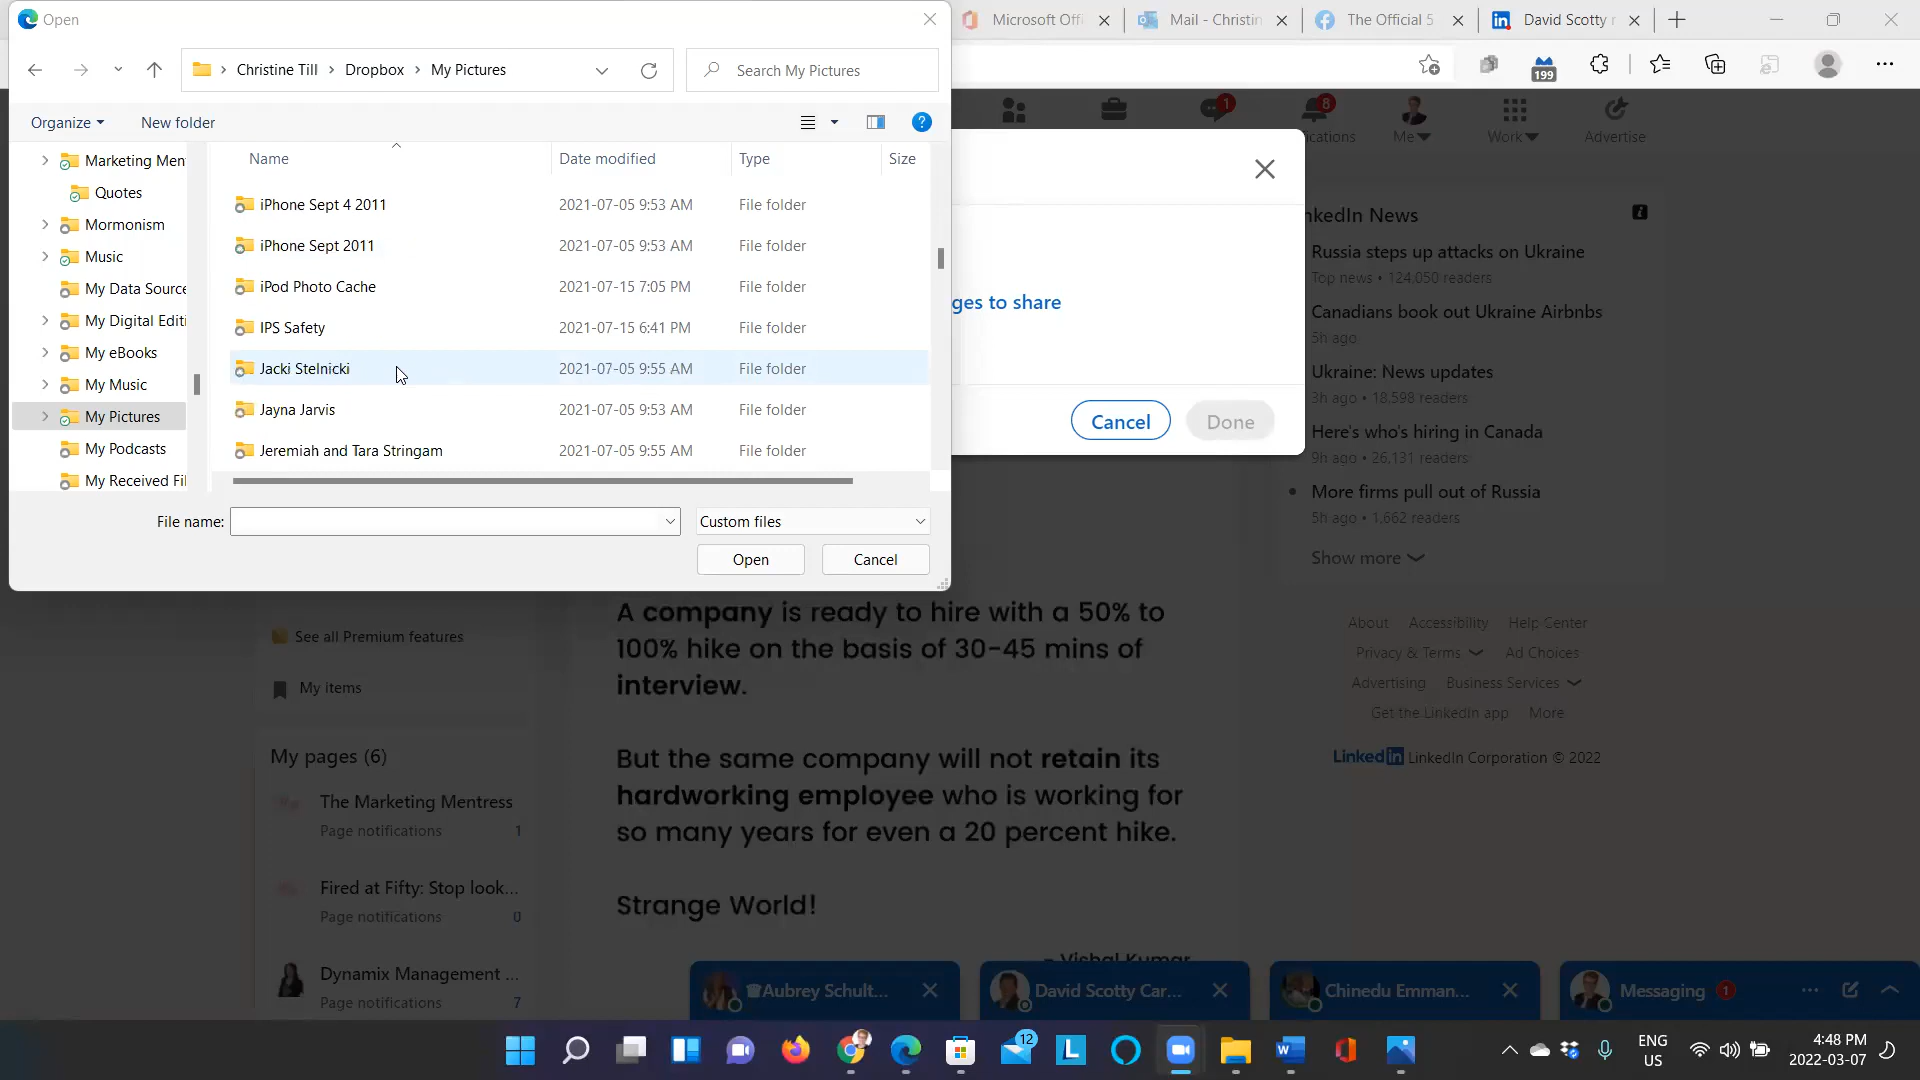 Open
Christine Till > Dropbox > My Pictures
Search My Pictures
Organize
New folder
Name
Date modified
Type
Size
Marketing Men
Quotes
Mormonism
Music
My Data Source
My Digital Editi
My eBooks
My Music
My Pictures
My Podcasts
My Received Fil
iPhone Sept 4 2011 2021-07-05 9:53 AM File folder
iPhone Sept 2011 2021-07-05 9:53 AM File folder
iPod Photo Cache 2021-07-15 7:05 PM File folder
IPS Safety 2021-07-15 6:41 PM File folder
Jacki Stelnicki 2021-07-05 9:55 AM File folder
Jayna Jarvis 2021-07-05 9:53 AM File folder
Jeremiah and Tara Stringam 2021-07-05 9:55 AM File folder
File name:
Custom files
Open
Cancel
Microsoft Offi
Mail - Christin
The Official 5
David Scotty r
199
1
8
ications
Me
Work
Advertise
ges to share
Cancel
Done
nkedIn News
Russia steps up attacks on Ukraine
Top news • 124,050 readers
Canadians book out Ukraine Airbnbs
5h ago
Ukraine: News updates
3h ago • 18,598 readers
Here's who's hiring in Canada
9h ago • 26,131 readers
• More firms pull out of Russia
5h ago • 1,662 readers
Show more
About Accessibility Help Center
Privacy & Terms Ad Choices
Advertising Business Services
Get the LinkedIn app More
LinkedIn LinkedIn Corporation © 2022
See all Premium features
My items
My pages (6)
The Marketing Mentress
Page notifications 1
Fired at Fifty: Stop look...
Page notifications 0
Dynamix Management ...
Page notifications 7
A company is ready to hire with a 50% to
100% hike on the basis of 30-45 mins of
interview.
But the same company will not retain its
hardworking employee who is working for
so many years for even a 20 percent hike.
Strange World!
- Vishal Kumar
Aubrey Schult...
David Scotty Car...
Chinedu Emman...
Messaging 1
12
ENG
US
4:48 PM
2022-03-07